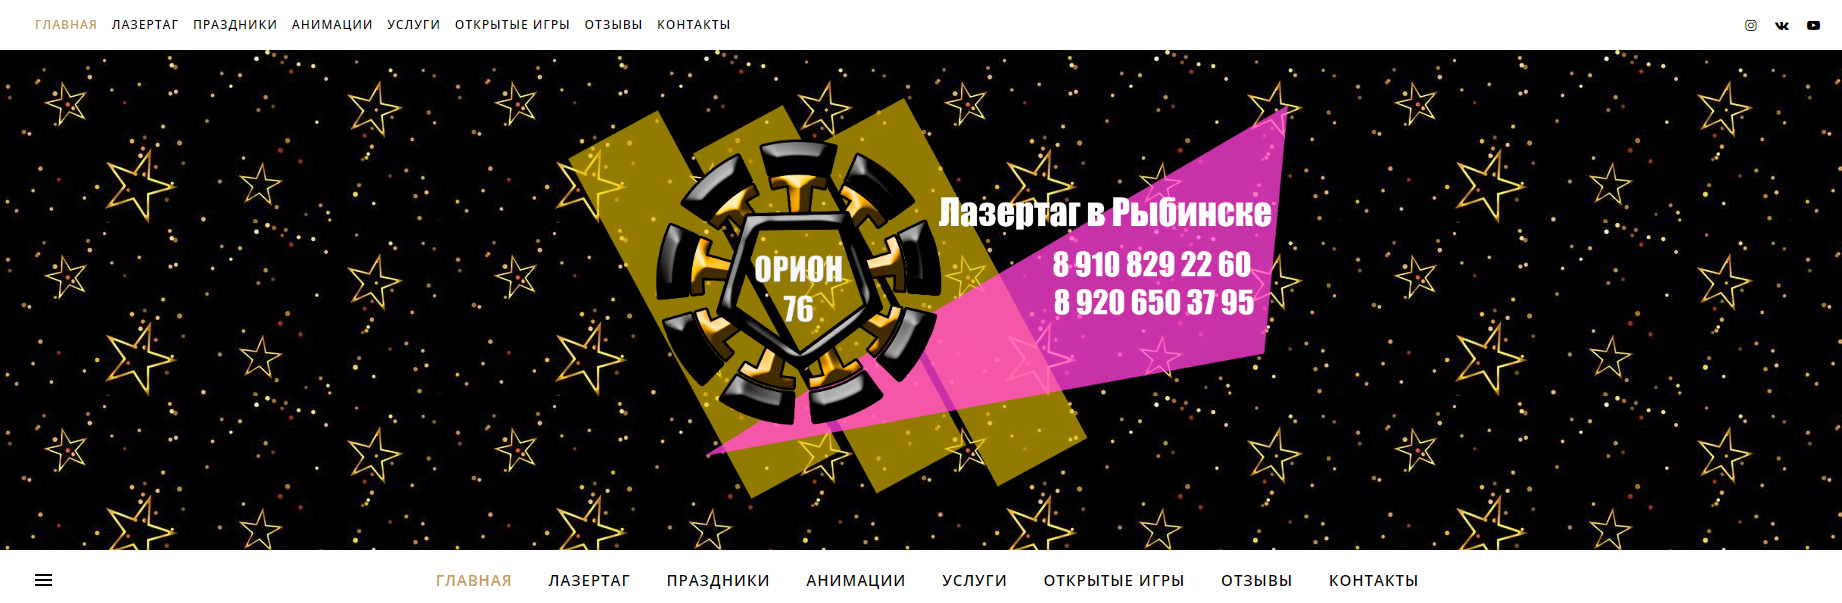 ГЛАВНАЯ ЛАЗЕРТАГ ПРАЗДНИКИ АНИМАЦИИ УСЛУГИ ОТКРЫТЫЕ ИГРЫ ОТЗЫВЫ КОНТАКТЫ
Лазертаг в Рыбинске
8 910 829 22 60
8 920 650 37 95
ОРИОН
76
ГЛАВНАЯ ЛАЗЕРТАГ ПРАЗДНИКИ АНИМАЦИИ УСЛУГИ ОТКРЫТЫЕ ИГРЫ ОТЗЫВЫ КОНТАКТЫ